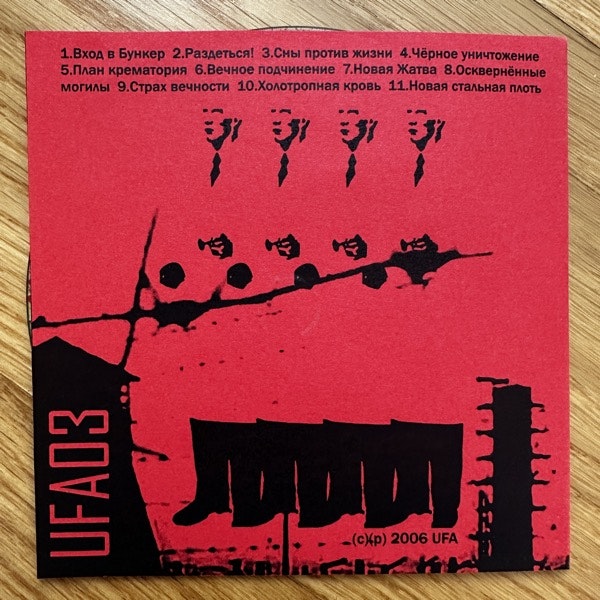 1.Вход в Бункер 2.Раздеться! 3.Сны против жизни 4.Чёрное уничтожение
5.План крематория 6.Вечное подчинение 7.Новая Жатва 8.Осквернённые
могилы 9.Страх вечности 10.Холотропная кровь 11.Новая стальная плоть
UFA03
(c)(p) 2006 UFA